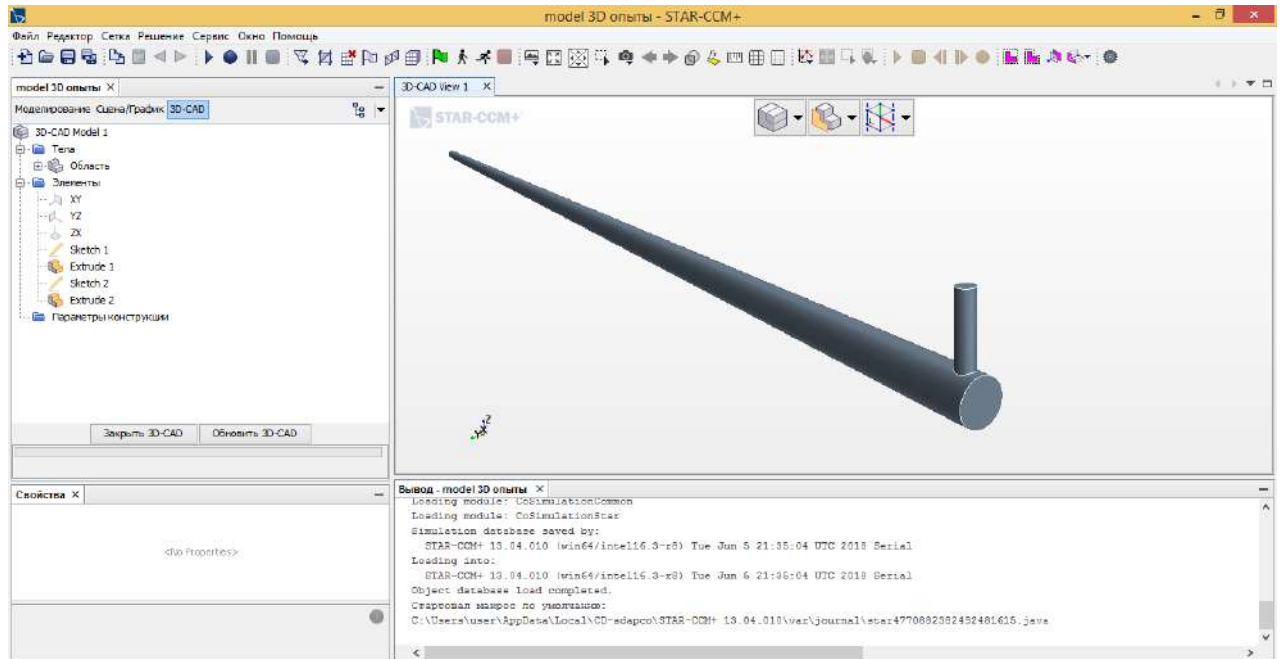 model 3D опыты - STAR-CCM+
Файл Редактор Сетка Решение Сервис Окно Помощь
model 3D опыты ×
Моделирование Сцена/График 3D-CAD
3D-CAD Model 1
Тела
Область
Элементы
XY
YZ
ZX
Sketch 1
Extrude 1
Sketch 2
Extrude 2
Параметры конструкции
Закрыть 3D-CAD Обновить 3D-CAD
Свойства ×
<No Properties>
3D-CAD View 1 ×
STAR-CCM+
Z
Вывод - model 3D опыты ×
Loading module: CoSimulationCommon
Loading module: CoSimulationStar
Simulation database saved by:
STAR-CCM+ 13.04.010 (win64/intel16.3-r8) Tue Jun 5 21:35:04 UTC 2018 Serial
Loading into:
STAR-CCM+ 13.04.010 (win64/intel16.3-r8) Tue Jun 5 21:35:04 UTC 2018 Serial
Object database load completed.
Стартовал макрос по умолчанию:
C:\Users\user\AppData\Local\CD-adapco\STAR-CCM+ 13.04.010\var\journal\star4770882382482481615.java